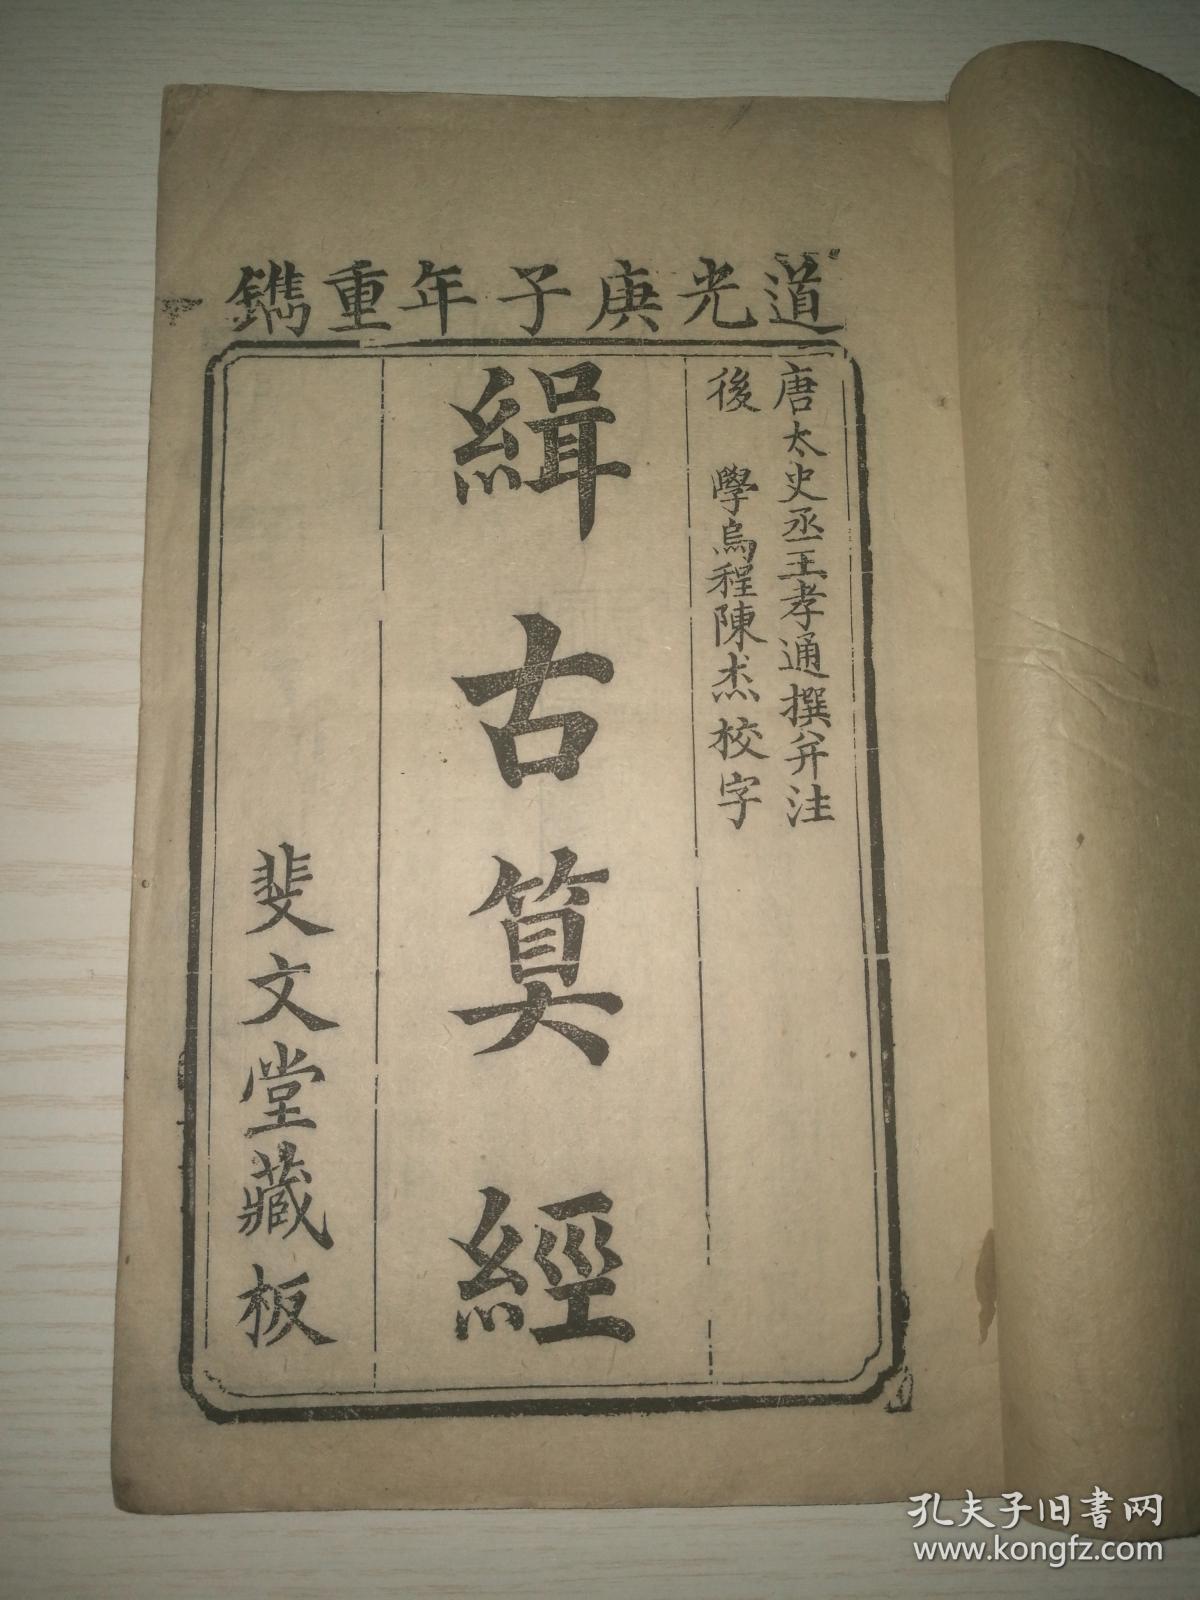 道光庚子年重鐫
唐太史丞王孝通撰并注
後學烏程陳杰校字
緝古算經
斐文堂藏板
孔夫子旧书网
www.kongfz.com